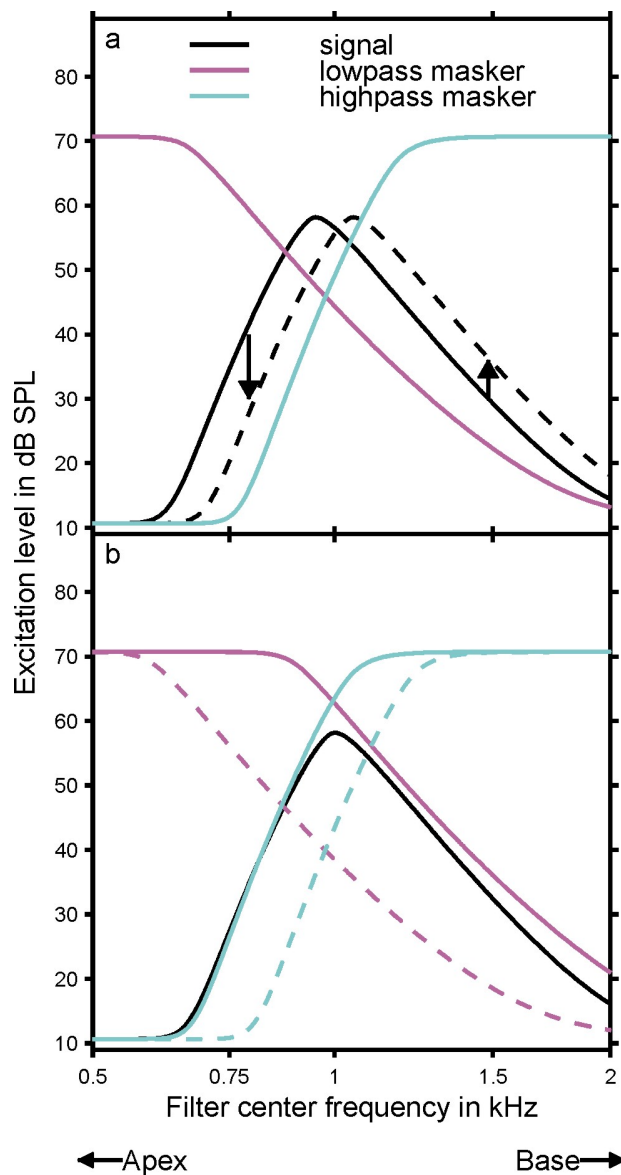 a
signal
lowpass masker
highpass masker
80
70
60
50
40
30
20
10
b
80
70
60
50
40
30
20
10
Excitation level in dB SPL
0.5 0.75 1 1.5 2
Filter center frequency in kHz
Apex Base